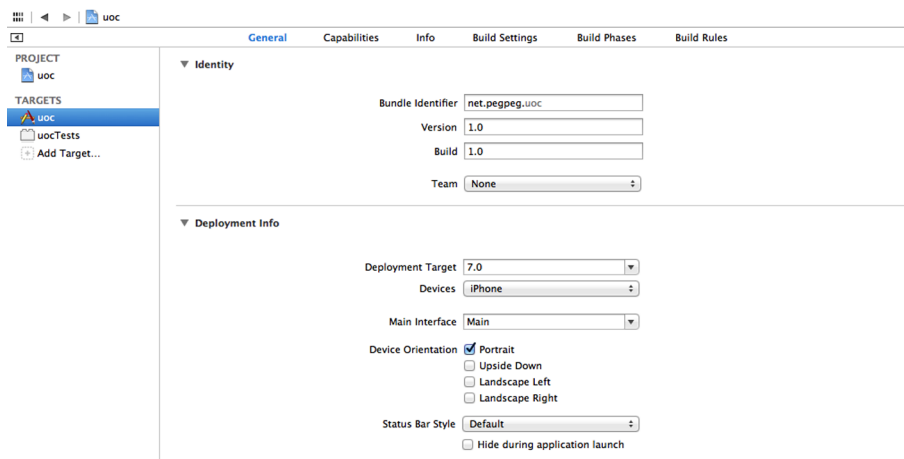 uoc
General Capabilities Info Build Settings Build Phases Build Rules
PROJECT
uoc
TARGETS
uoc
uocTests
Add Target...
Identity
Bundle Identifier net.pegpeg.uoc
Version 1.0
Build 1.0
Team None
Deployment Info
Deployment Target 7.0
Devices iPhone
Main Interface Main
Device Orientation Portrait
Upside Down
Landscape Left
Landscape Right
Status Bar Style Default
Hide during application launch